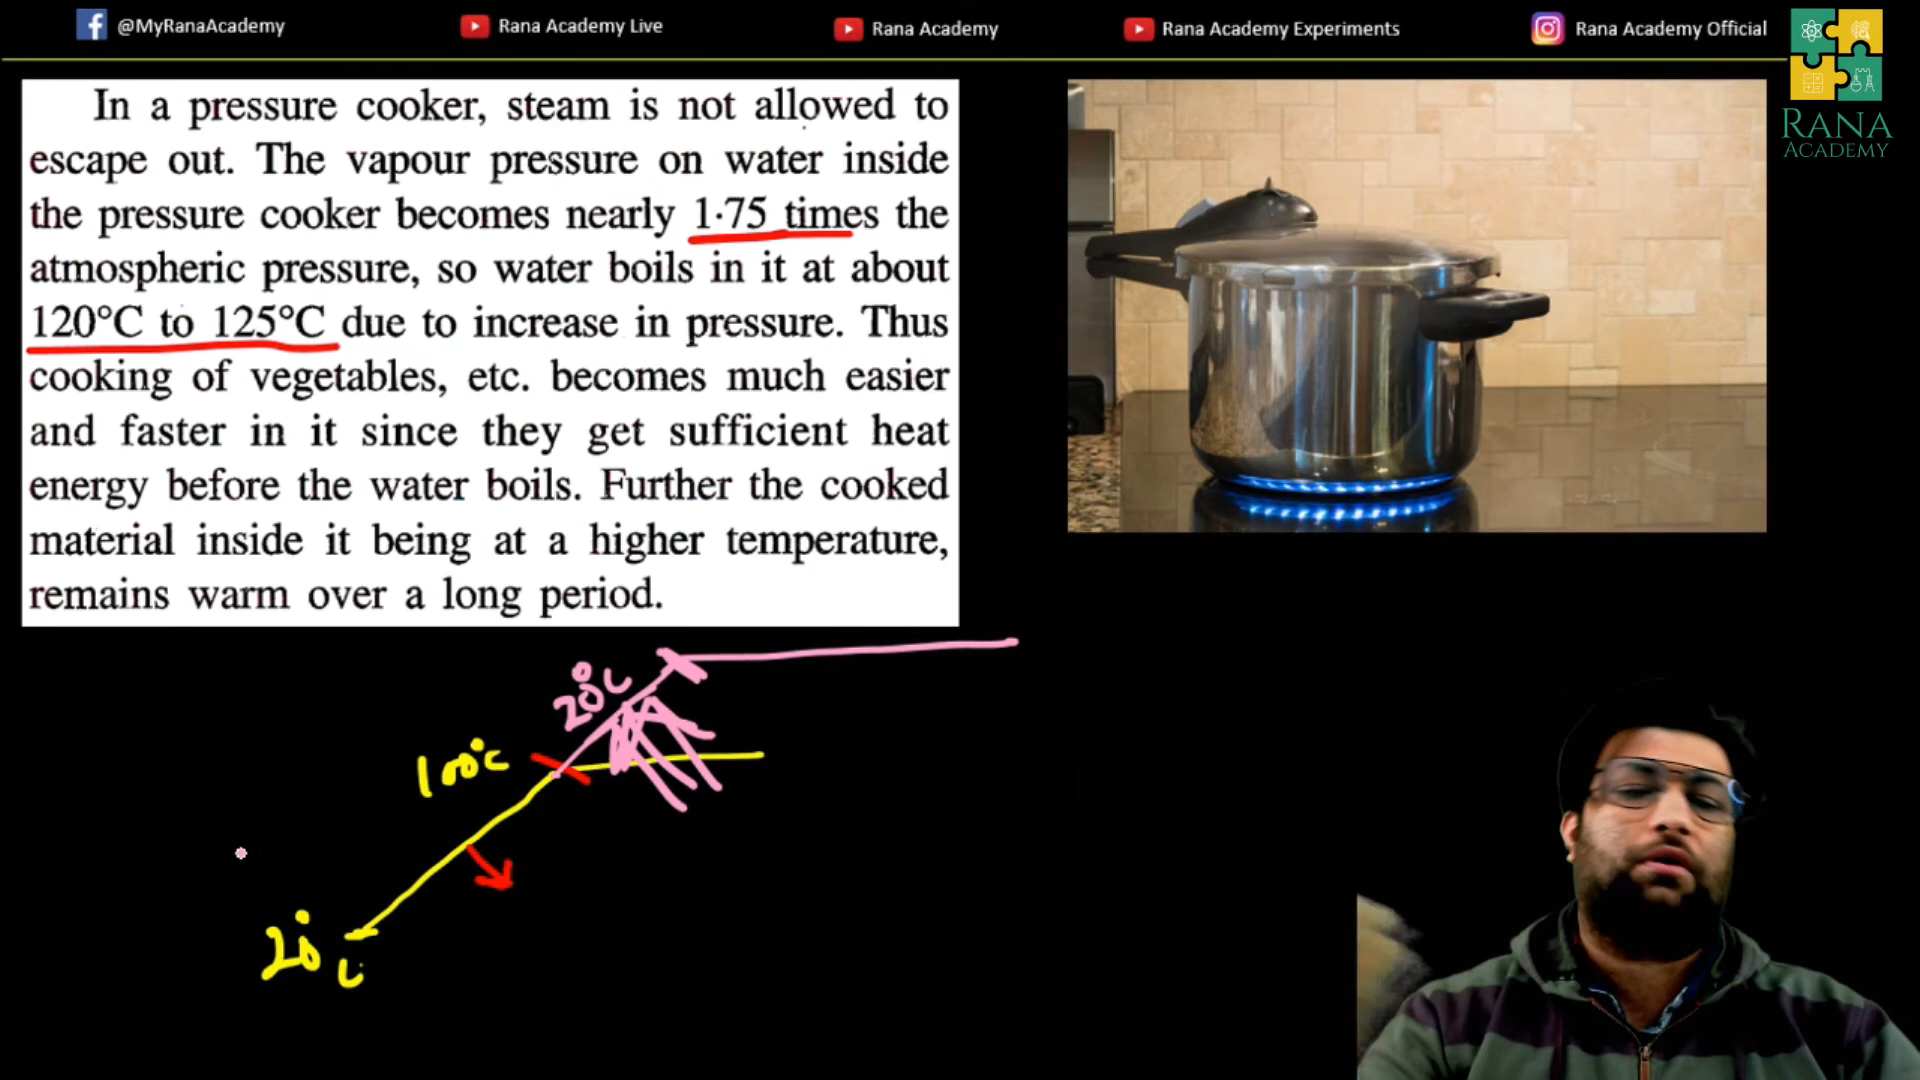 @MyRanaAcademy
Rana Academy Live
Rana Academy
Rana Academy Experiments
Rana Academy Official
RANA
ACADEMY
In a pressure cooker, steam is not allowed to
escape out. The vapour pressure on water inside
the pressure cooker becomes nearly 1·75 times the
atmospheric pressure, so water boils in it at about
120°C to 125°C due to increase in pressure. Thus
cooking of vegetables, etc. becomes much easier
and faster in it since they get sufficient heat
energy before the water boils. Further the cooked
material inside it being at a higher temperature,
remains warm over a long period.
20°C
100°C
20°C